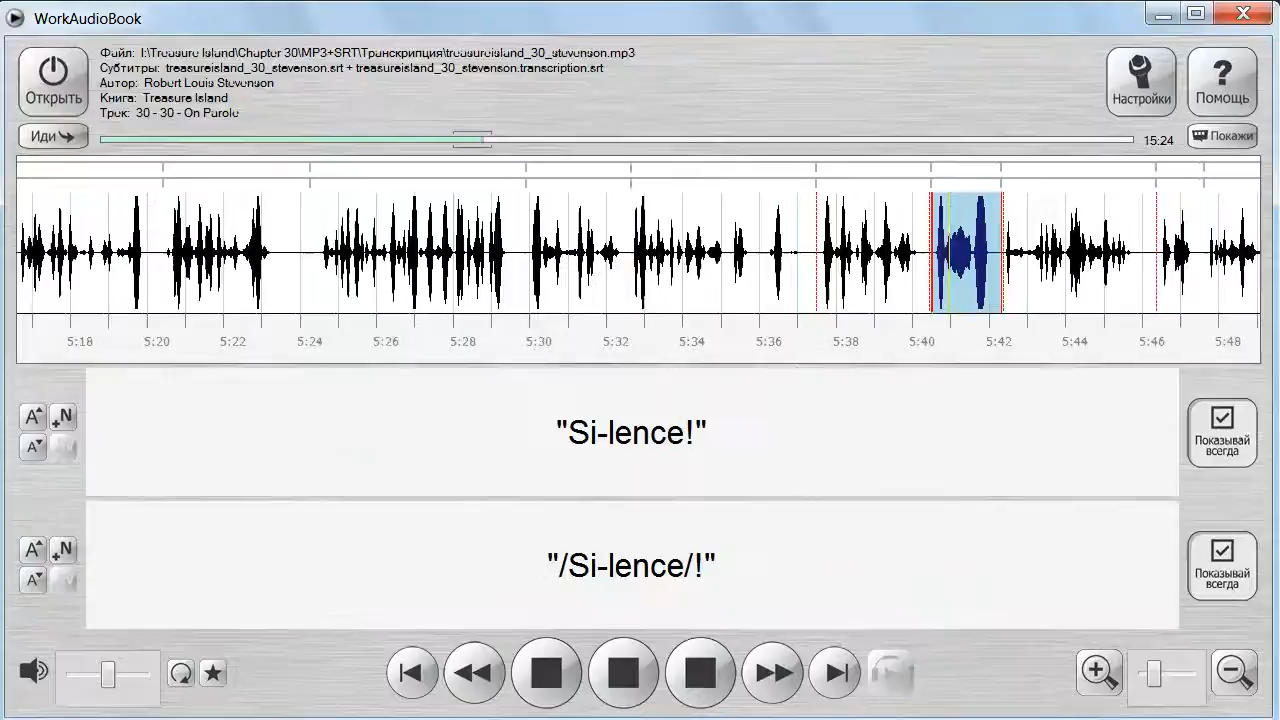 WorkAudioBook
Открыть
Файл: I:\Treasure Island\Chapter 30\MP3+SRT\Транскрипция\treasureisland_30_stevenson.mp3
Субтитры: treasureisland_30_stevenson.srt + treasureisland_30_stevenson.transcription.srt
Автор: Robert Louis Stevenson
Книга: Treasure Island
Трек: 30 - 30 - On Parole
Настройки
?
Помощь
Иди
15:24
Покажи
5:18 5:20 5:22 5:24 5:26 5:28 5:30 5:32 5:34 5:36 5:38 5:40 5:42 5:44 5:46 5:48
A N
A
"Si-lence!"
Показывай
всегда
A N
A
"/Si-lence/!"
Показывай
всегда